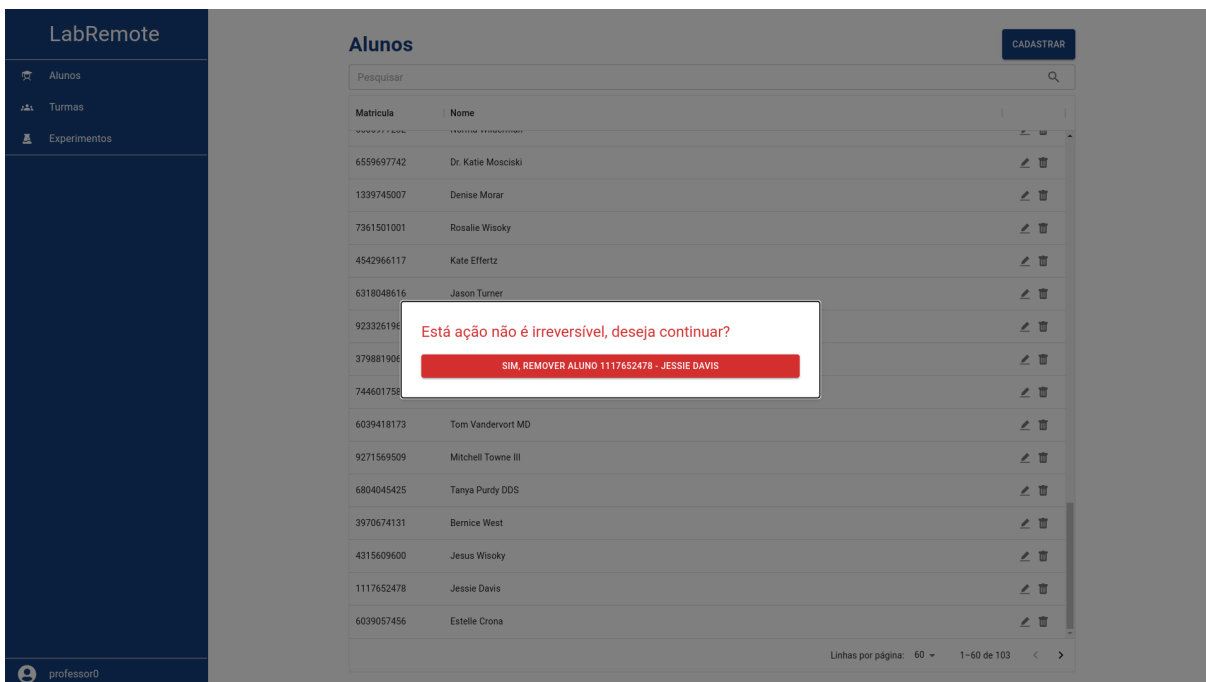 LabRemote
Alunos
Turmas
Experimentos
professor0
Alunos
CADASTRAR
Pesquisar
Matricula Nome
6559697742 Dr. Katie Mosciski
1339745007 Denise Morar
7361501001 Rosalie Wisoky
4542966117 Kate Effertz
6318048616 Jason Turner
92332619
Está ação não é irreversível, deseja continuar?
37988190
SIM, REMOVER ALUNO 1117652478 - JESSIE DAVIS
74460175
6039418173 Tom Vandervort MD
9271569509 Mitchell Towne III
6804045425 Tanya Purdy DDS
3970674131 Bernice West
4315609600 Jesus Wisoky
1117652478 Jessie Davis
6039057456 Estelle Crona
Linhas por página: 60 1–60 de 103